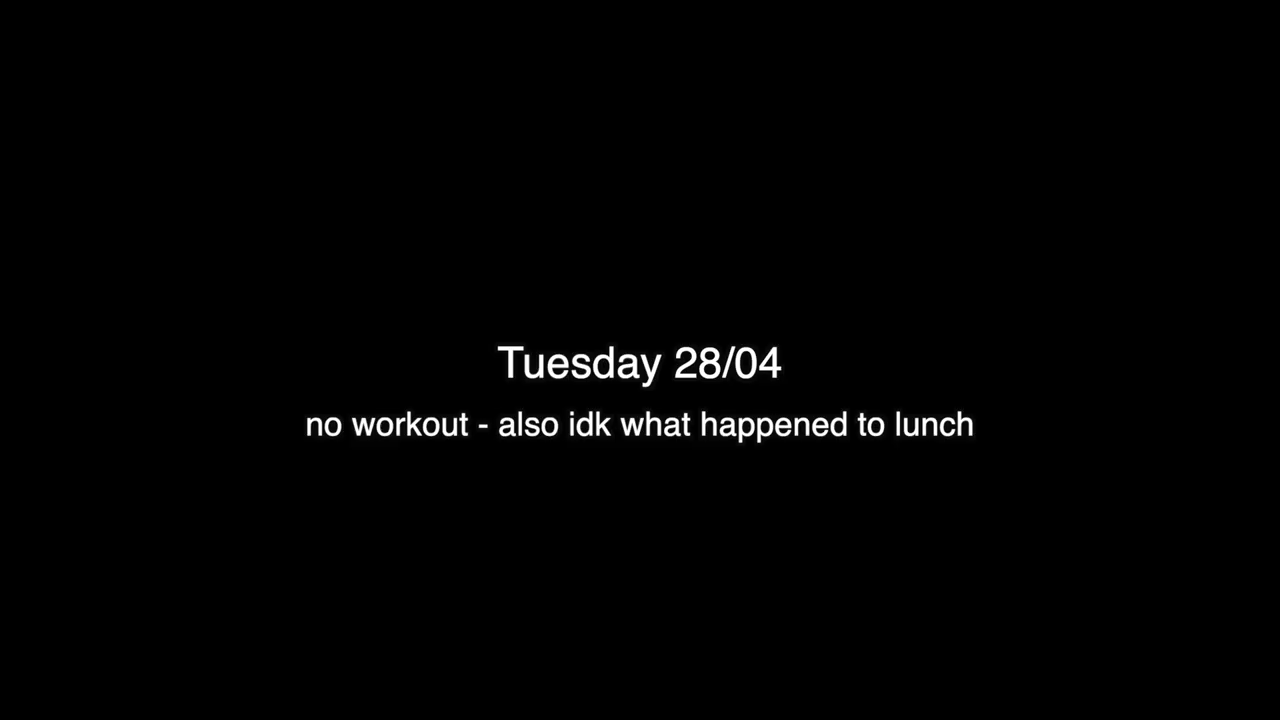 Tuesday 28/04
no workout - also idk what happened to lunch